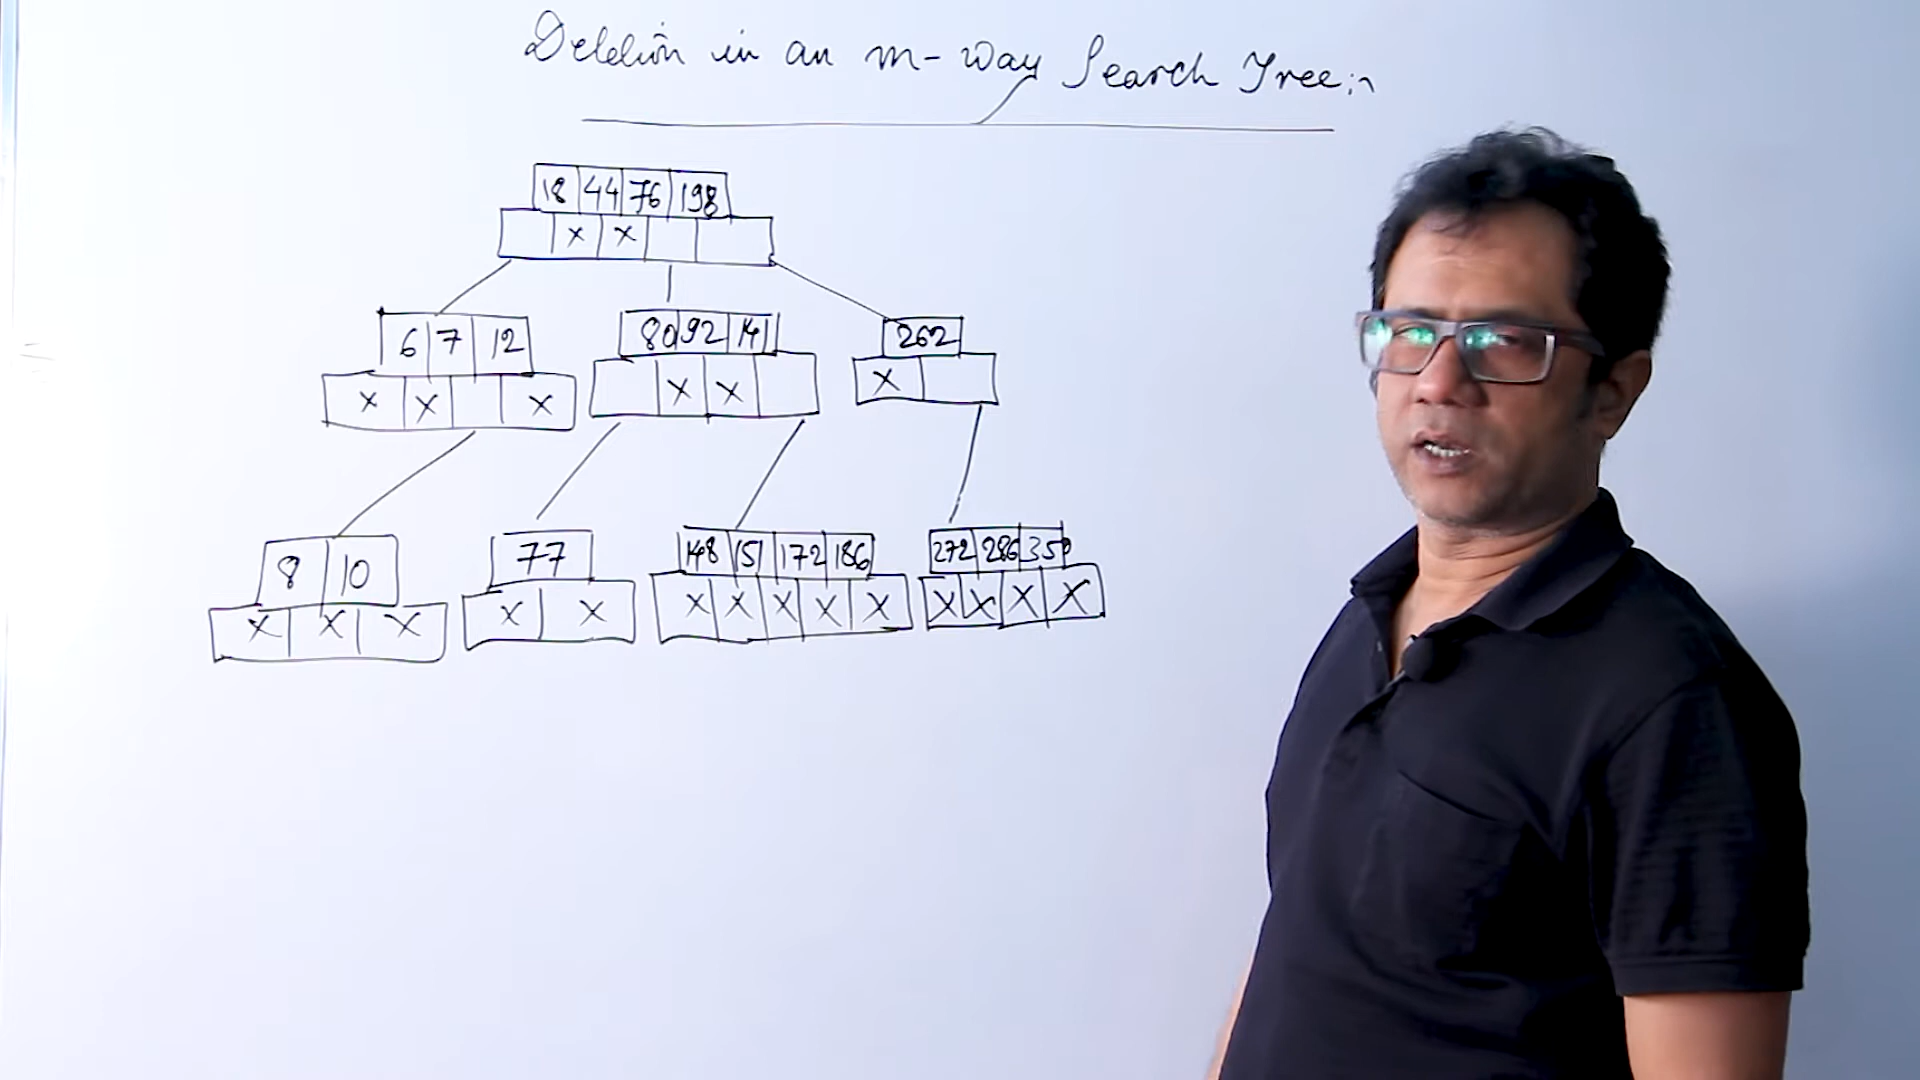 Deletion in an m-way Search Tree:-
18 44 76 198
x x
6 7 12
80 92 141
262
x x x
x x
x
8 10
77
148 151 172 186
272 286 350
x x x
x x
x x x x x
x x x x